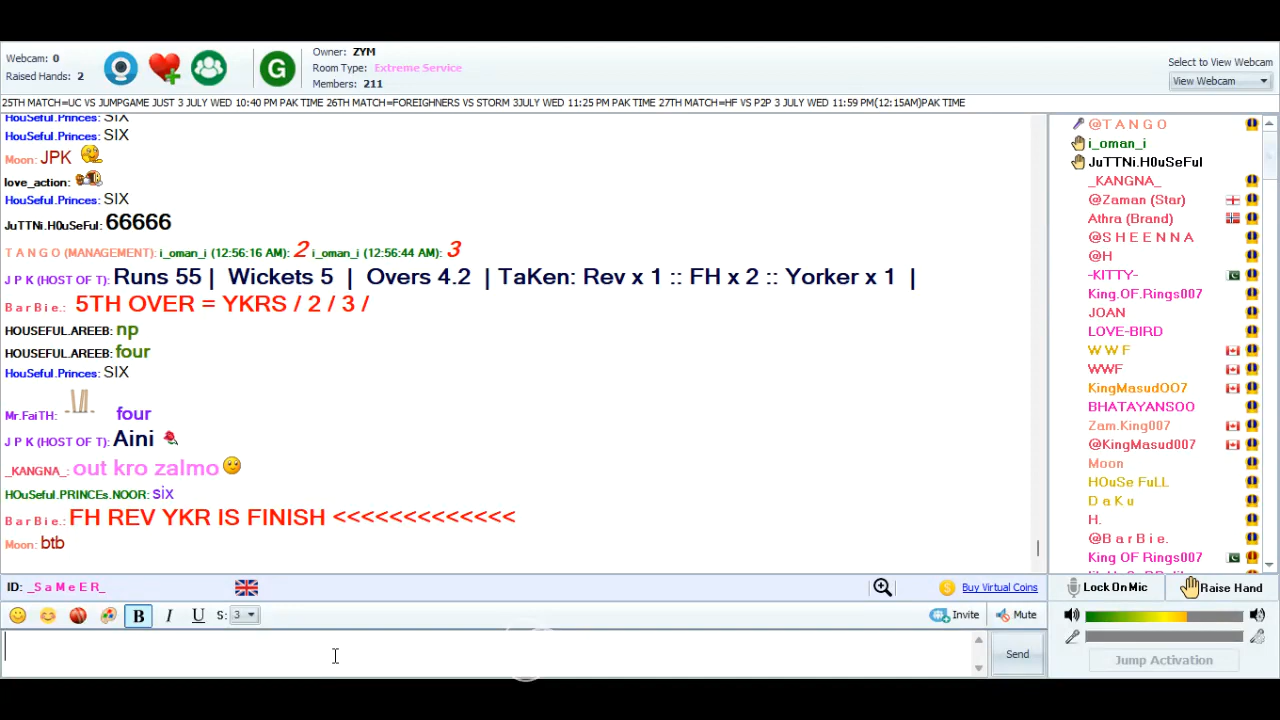 Webcam: 0
Raised Hands: 2
G
Owner: ZYM
Room Type: Extreme Service
Members: 211
Select to View Webcam
View Webcam
25TH MATCH=UC VS JUMPGAME JUST 3 JULY WED 10:40 PM PAK TIME 26TH MATCH=FOREIGHNERS VS STORM 3JULY WED 11:25 PM PAK TIME 27TH MATCH=HF VS P2P 3 JULY WED 11:59 PM(12:15AM)PAK TIME
HouSeful.Princes: SIX
HouSeful.Princes: SIX
Moon: JPK
love_action:
HouSeful.Princes: SIX
JuTTNi.H0uSeFul: 66666
T A N G O (MANAGEMENT): i_oman_i (12:56:16 AM): 2 i_oman_i (12:56:44 AM): 3
J P K (HOST OF T): Runs 55 | Wickets 5 | Overs 4.2 | TaKen: Rev x 1 :: FH x 2 :: Yorker x 1 |
B a r B i e .: 5TH OVER = YKRS / 2 / 3 /
HOUSEFUL.AREEB: np
HOUSEFUL.AREEB: four
HouSeful.Princes: SIX
Mr.FaiTH: four
J P K (HOST OF T): Aini
_KANGNA_: out kro zalmo
HOuSeful.PRINCEs.NOOR: six
B a r B i e .: FH REV YKR IS FINISH <<<<<<<<<<<<<
Moon: btb
@T A N G O
i_oman_i
JuTTNi.H0uSeFul
_KANGNA_
@Zaman (Star)
Athra (Brand)
@S H E E N N A
@H
-KITTY-
King.OF.Rings007
JOAN
LOVE-BIRD
W W F
WWF
KingMasudOO7
BHATAYANSOO
Zam.King007
@KingMasud007
Moon
HOuSe FuLL
D a K u
H.
@B a r B i e.
King OF Rings007
ID: _S a M e E R_
Buy Virtual Coins
Lock On Mic
Raise Hand
B I U S: 3
Invite
Mute
Send
Jump Activation